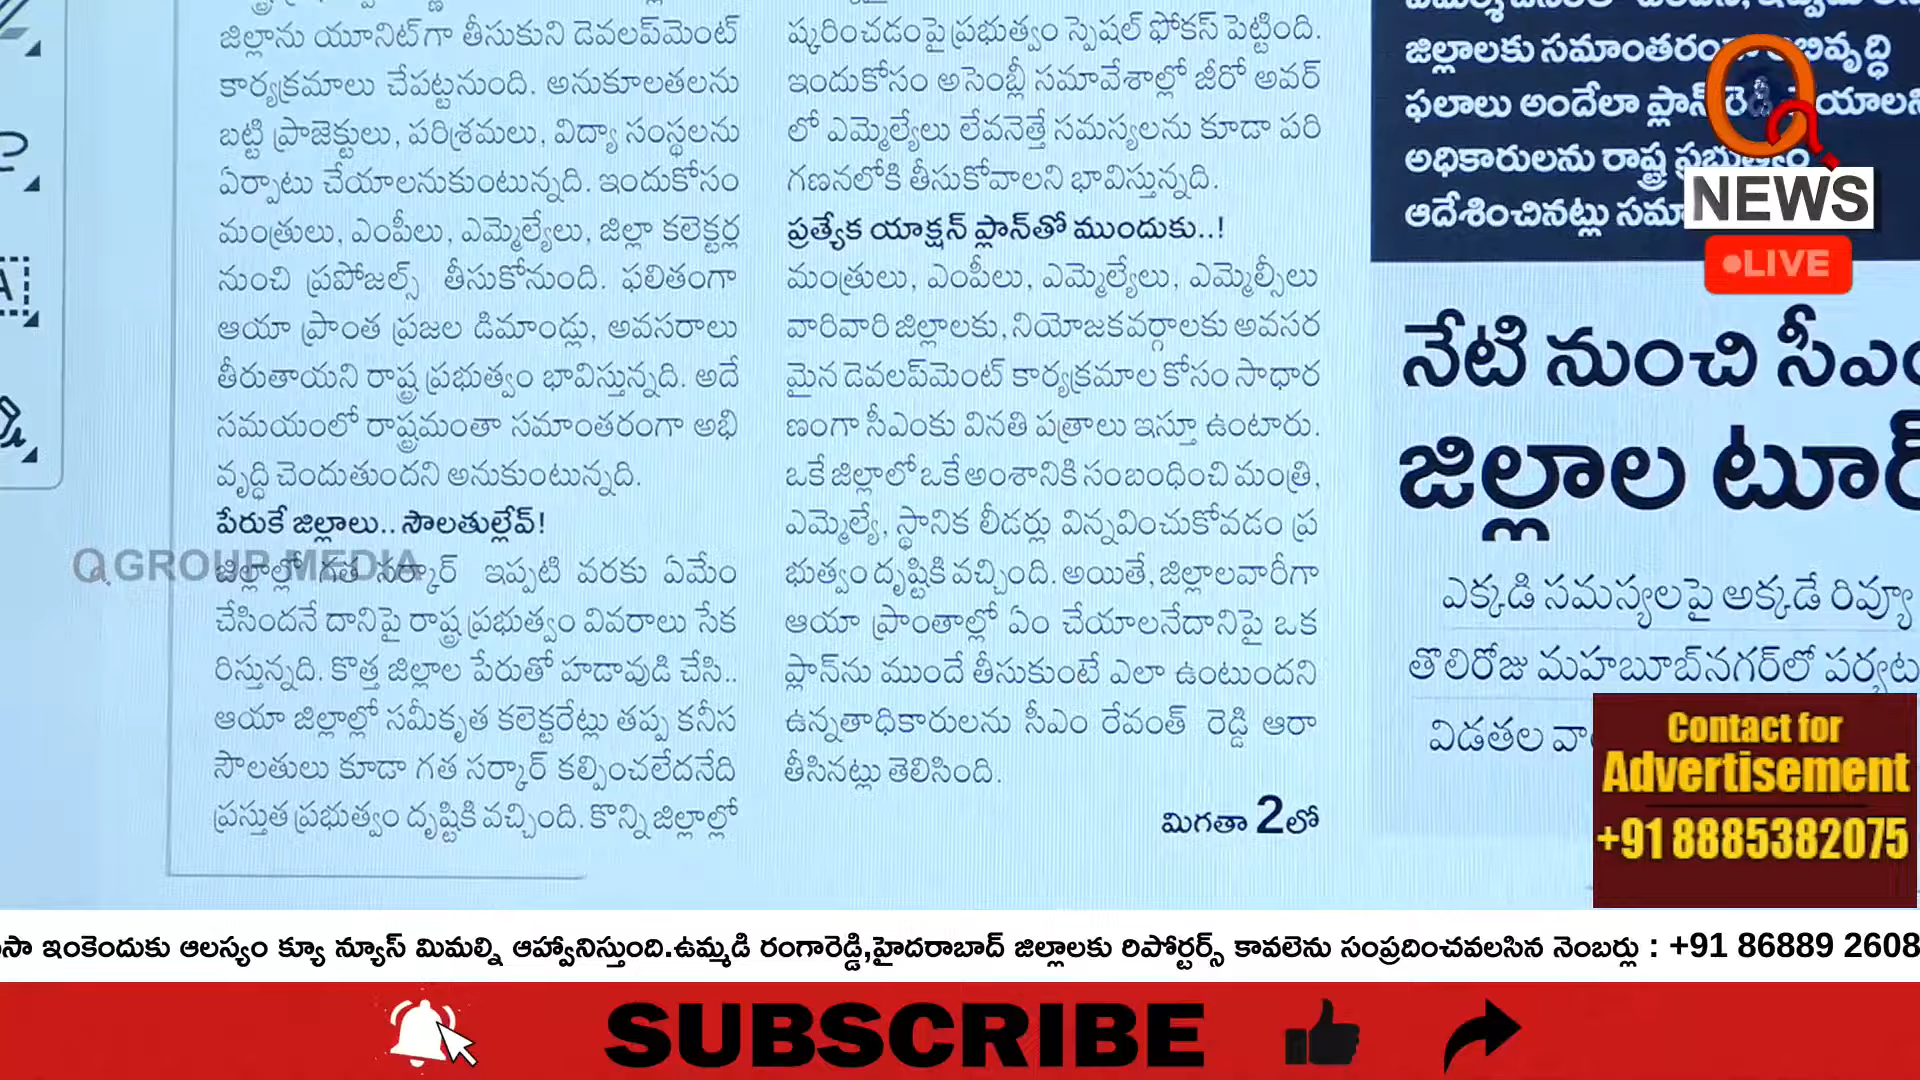 జిల్లాను యూనిట్‌గా తీసుకుని డెవలప్‌మెంట్
కార్యక్రమాలు చేపట్టనుంది. అనుకూలతలను
బట్టి ప్రాజెక్టులు, పరిశ్రమలు, విద్యా సంస్థలను
ఏర్పాటు చేయాలనుకుంటున్నది. ఇందుకోసం
మంత్రులు, ఎంపీలు, ఎమ్మెల్యేలు, జిల్లా కలెక్టర్ల
నుంచి ప్రపోజల్స్ తీసుకోనుంది. ఫలితంగా
ఆయా ప్రాంత ప్రజల డిమాండ్లు, అవసరాలు
తీరుతాయని రాష్ట్ర ప్రభుత్వం భావిస్తున్నది. అదే
సమయంలో రాష్ట్రమంతా సమాంతరంగా అభి
వృద్ధి చెందుతుందని అనుకుంటున్నది.
పేరుకే జిల్లాలు.. సౌలతుల్లేవ్!
జిల్లాల్లో గత సర్కార్ ఇప్పటి వరకు ఏమేం
చేసిందనే దానిపై రాష్ట్ర ప్రభుత్వం వివరాలు సేక
రిస్తున్నది. కొత్త జిల్లాల పేరుతో హడావుడి చేసి..
ఆయా జిల్లాల్లో సమీకృత కలెక్టరేట్లు తప్ప కనీస
సౌలతులు కూడా గత సర్కార్ కల్పించలేదనేది
ప్రస్తుత ప్రభుత్వం దృష్టికి వచ్చింది. కొన్ని జిల్లాల్లో
ష్కరించడంపై ప్రభుత్వం స్పెషల్ ఫోకస్ పెట్టింది.
ఇందుకోసం అసెంబ్లీ సమావేశాల్లో జీరో అవర్
లో ఎమ్మెల్యేలు లేవనెత్తే సమస్యలను కూడా పరి
గణనలోకి తీసుకోవాలని భావిస్తున్నది.
ప్రత్యేక యాక్షన్ ప్లాన్‌తో ముందుకు..!
మంత్రులు, ఎంపీలు, ఎమ్మెల్యేలు, ఎమ్మెల్సీలు
వారివారి జిల్లాలకు, నియోజకవర్గాలకు అవసర
మైన డెవలప్‌మెంట్ కార్యక్రమాల కోసం సాధార
ణంగా సీఎంకు వినతి పత్రాలు ఇస్తూ ఉంటారు.
ఒకే జిల్లాలో ఒకే అంశానికి సంబంధించి మంత్రి,
ఎమ్మెల్యే, స్థానిక లీడర్లు విన్నవించుకోవడం ప్ర
భుత్వం దృష్టికి వచ్చింది. అయితే, జిల్లాలవారీగా
ఆయా ప్రాంతాల్లో ఏం చేయాలనేదానిపై ఒక
ప్లాన్‌ను ముందే తీసుకుంటే ఎలా ఉంటుందని
ఉన్నతాధికారులను సీఎం రేవంత్ రెడ్డి ఆరా
తీసినట్లు తెలిసింది.
మిగతా 2లో
జిల్లాలకు సమాంతరంగా అభివృద్ధి
ఫలాలు అందేలా ప్లాన్
అధికారులను రాష్ట్ర ప్రభుత్వం
ఆదేశించినట్లు
నేటి నుంచి సీఎం
జిల్లాల టూర్
ఎక్కడి సమస్యలపై అక్కడే రివ్యూ
తొలిరోజు మహబూబ్‌నగర్‌లో
విడతల
Q
NEWS
LIVE
Q GROUP MEDIA
Contact for
Advertisement
+91 8885382075
ఇంకెందుకు ఆలస్యం క్యూ న్యూస్ మిమల్ని ఆహ్వానిస్తుంది.ఉమ్మడి రంగారెడ్డి,హైదరాబాద్ జిల్లాలకు రిపోర్టర్స్ కావలెను సంప్రదించవలసిన నెంబర్లు : +91 86889 2608
SUBSCRIBE